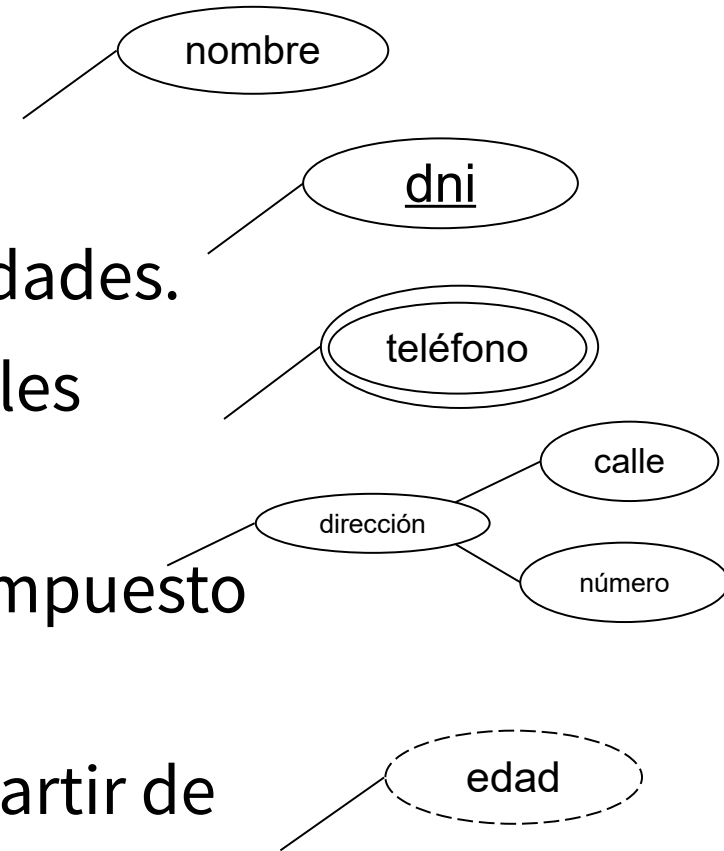 nombre
dni
dades.
teléfono
les
calle
dirección
número
mpuesto
edad
artir de